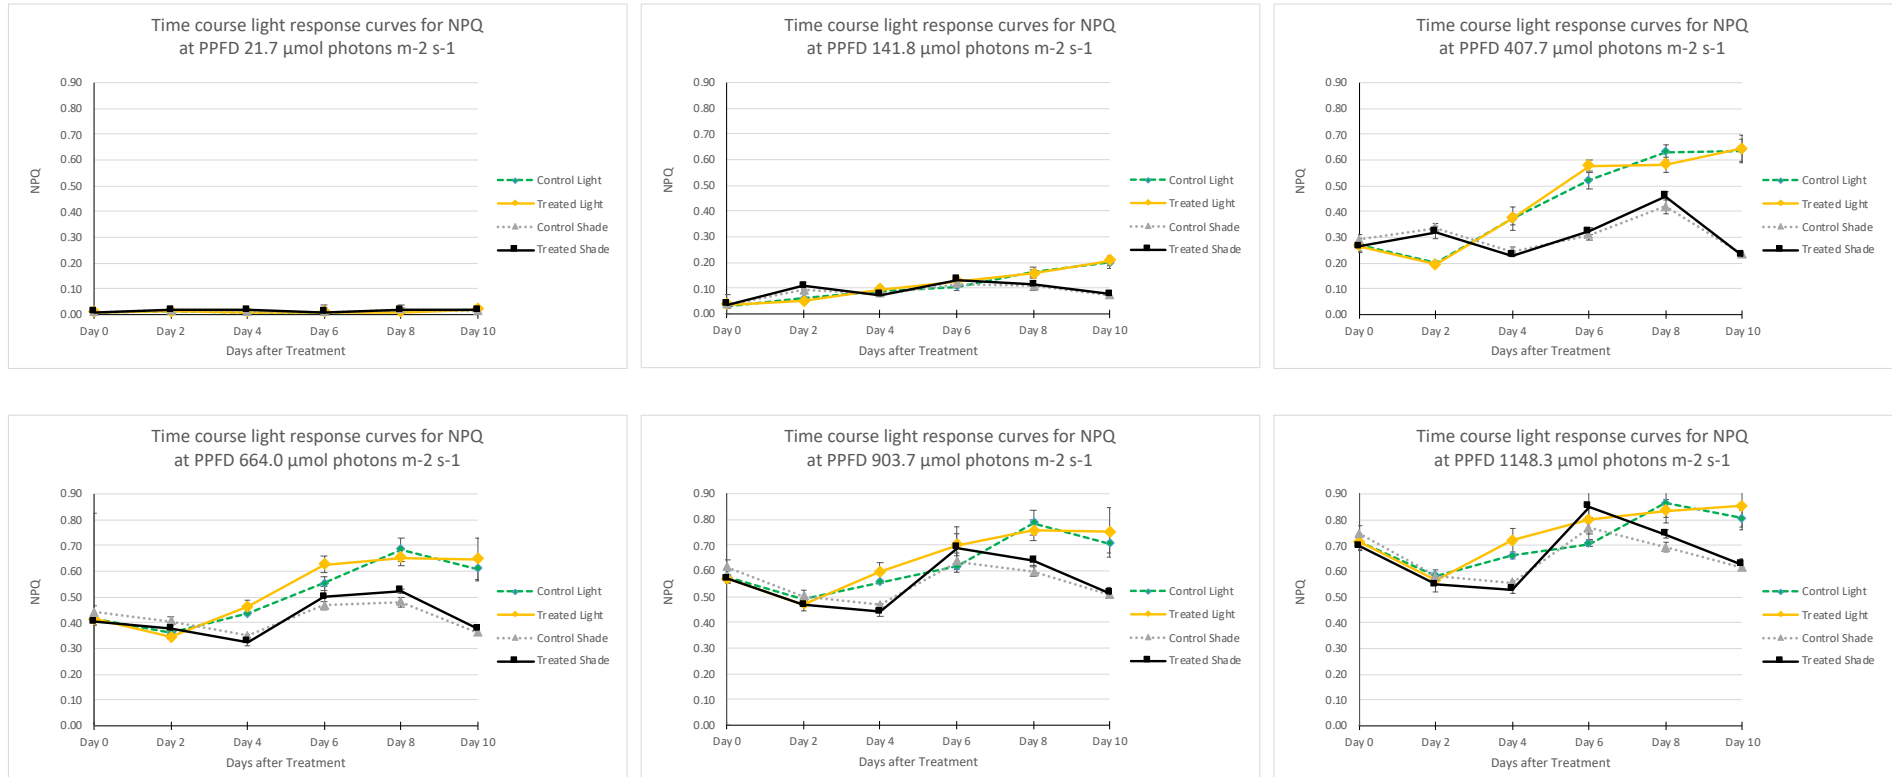 Time course light response curves for NPQ
at PPFD 21.7 µmol photons m-2 s-1
0.90
0.80
0.70
0.60
0.50
0.40
0.30
0.20
0.10
0.00
NPQ
Day 0 Day 2 Day 4 Day 6 Day 8 Day 10
Days after Treatment
Control Light
Treated Light
Control Shade
Treated Shade
Time course light response curves for NPQ
at PPFD 141.8 µmol photons m-2 s-1
0.90
0.80
0.70
0.60
0.50
0.40
0.30
0.20
0.10
0.00
NPQ
Day 0 Day 2 Day 4 Day 6 Day 8 Day 10
Days after Treatment
Control Light
Treated Light
Control Shade
Treated Shade
Time course light response curves for NPQ
at PPFD 407.7 µmol photons m-2 s-1
0.90
0.80
0.70
0.60
0.50
0.40
0.30
0.20
0.10
0.00
NPQ
Day 0 Day 2 Day 4 Day 6 Day 8 Day 10
Days after Treatment
Control Light
Treated Light
Control Shade
Treated Shade
Time course light response curves for NPQ
at PPFD 664.0 µmol photons m-2 s-1
0.90
0.80
0.70
0.60
0.50
0.40
0.30
0.20
0.10
0.00
NPQ
Day 0 Day 2 Day 4 Day 6 Day 8 Day 10
Days after Treatment
Control Light
Treated Light
Control Shade
Treated Shade
Time course light response curves for NPQ
at PPFD 903.7 µmol photons m-2 s-1
0.90
0.80
0.70
0.60
0.50
0.40
0.30
0.20
0.10
0.00
NPQ
Day 0 Day 2 Day 4 Day 6 Day 8 Day 10
Days after Treatment
Control Light
Treated Light
Control Shade
Treated Shade
Time course light response curves for NPQ
at PPFD 1148.3 µmol photons m-2 s-1
0.90
0.80
0.70
0.60
0.50
0.40
0.30
0.20
0.10
0.00
NPQ
Day 0 Day 2 Day 4 Day 6 Day 8 Day 10
Days after Treatment
Control Light
Treated Light
Control Shade
Treated Shade